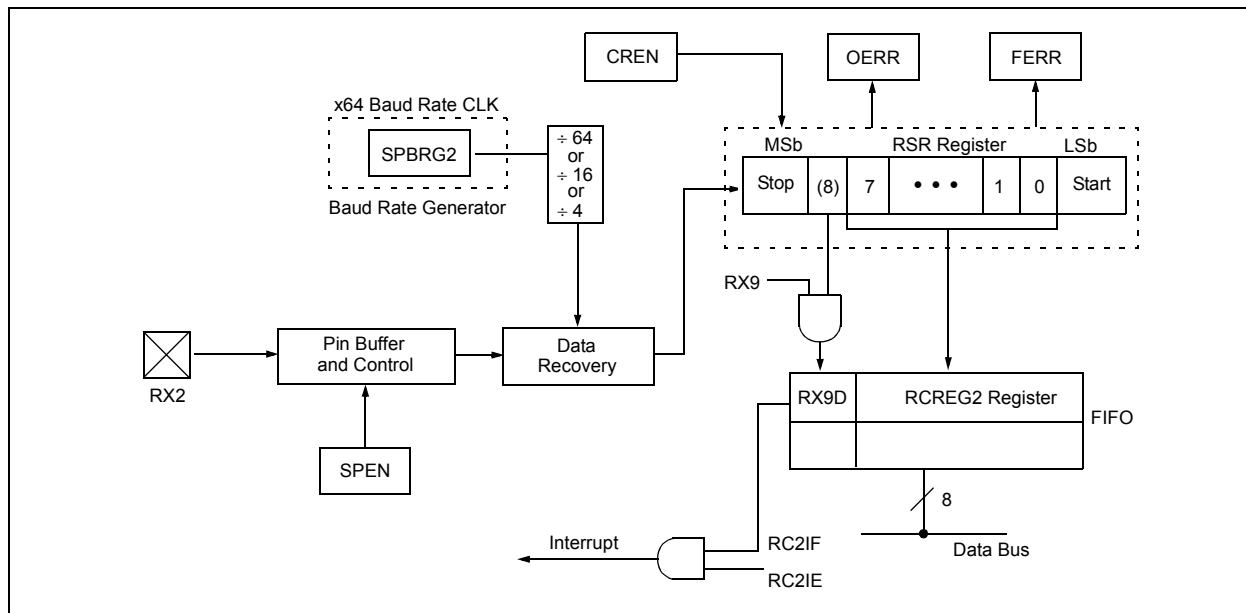 CREN
OERR
FERR
x64 Baud Rate CLK
SPBRG2
Baud Rate Generator
÷ 64
or
÷ 16
or
÷ 4
MSb
RSR Register
LSb
Stop (8) 7 • • • 1 0 Start
RX9
RX2
Pin Buffer
and Control
Data
Recovery
SPEN
RX9D
RCREG2 Register
FIFO
8
Data Bus
Interrupt
RC2IF
RC2IE